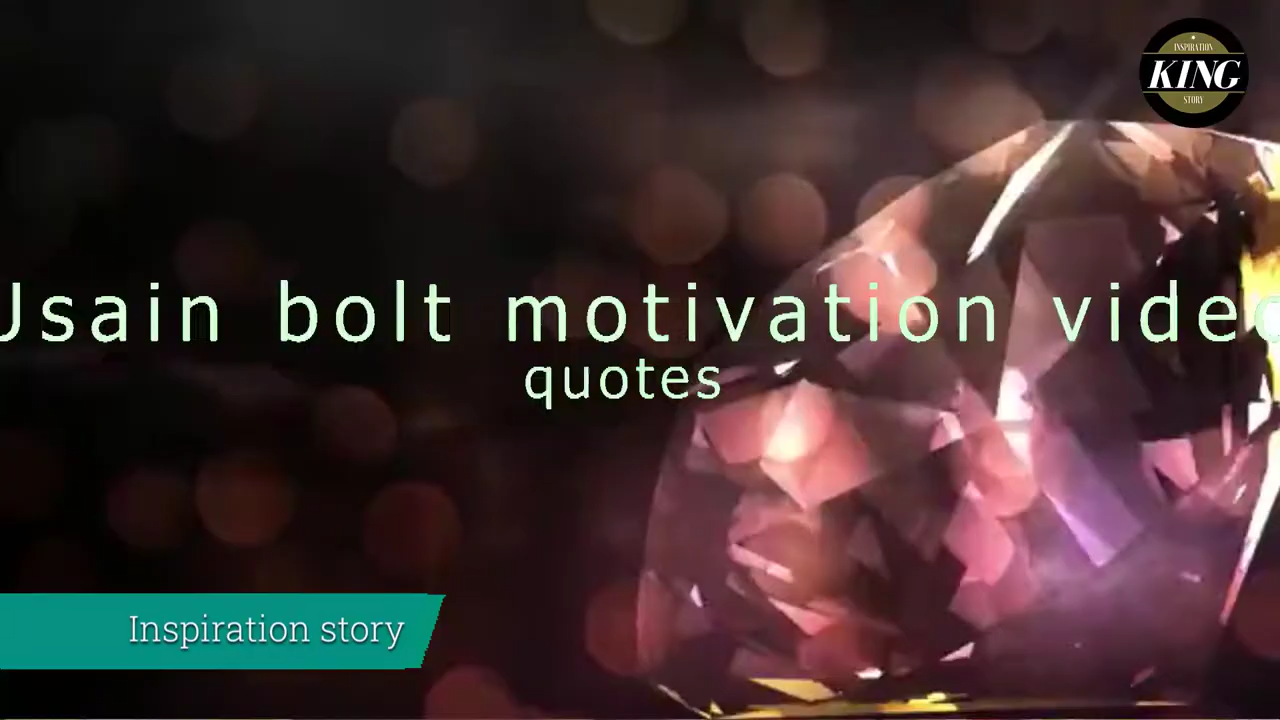 INSPIRATION
KING
STORY
Usain bolt motivation video
quotes
Inspiration story